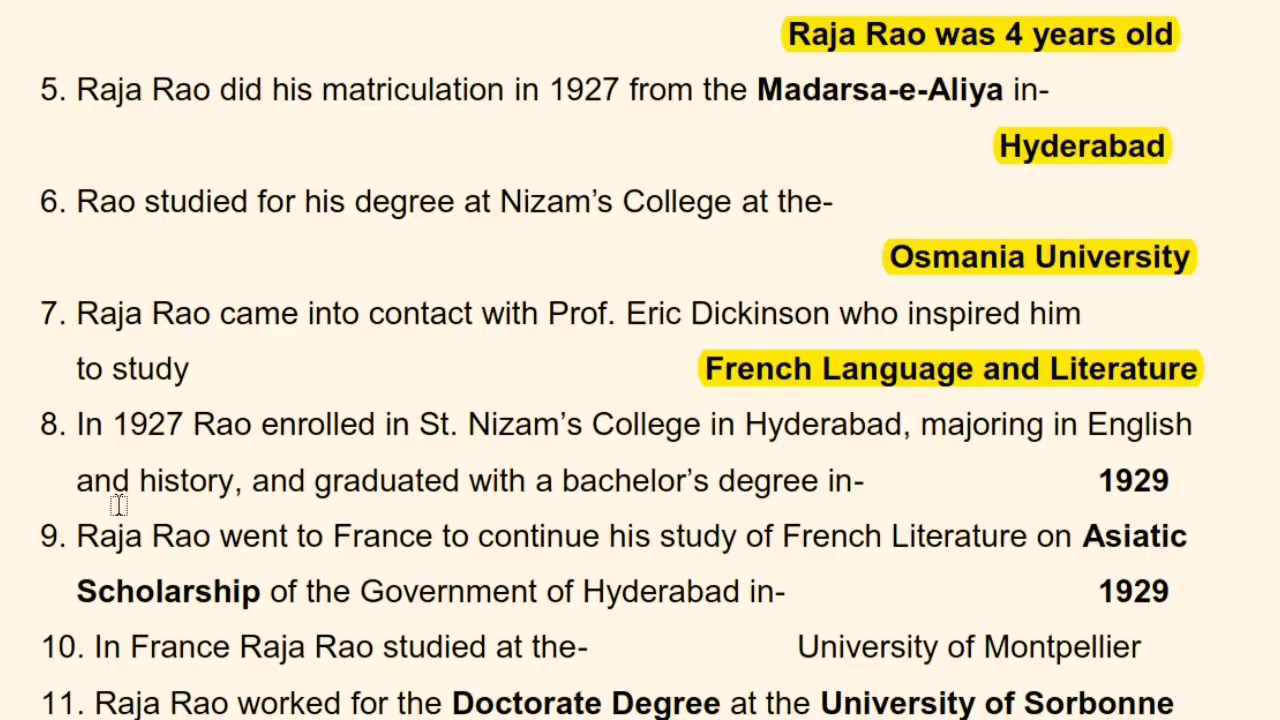 Raja Rao was 4 years old
5. Raja Rao did his matriculation in 1927 from the Madarsa-e-Aliya in-
Hyderabad
6. Rao studied for his degree at Nizam’s College at the-
Osmania University
7. Raja Rao came into contact with Prof. Eric Dickinson who inspired him
to study French Language and Literature
8. In 1927 Rao enrolled in St. Nizam’s College in Hyderabad, majoring in English
and history, and graduated with a bachelor’s degree in- 1929
9. Raja Rao went to France to continue his study of French Literature on Asiatic
Scholarship of the Government of Hyderabad in- 1929
10. In France Raja Rao studied at the- University of Montpellier
11. Raja Rao worked for the Doctorate Degree at the University of Sorbonne